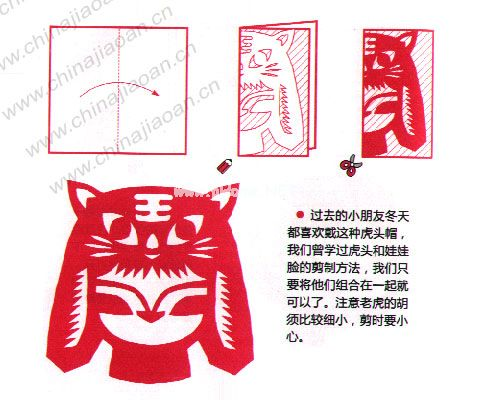 www.chinajiaoan.cn
www.chinajiaoan.cn
www.chinajiaoan.cn
● 过去的小朋友冬天
都喜欢戴这种虎头帽，
我们曾学过虎头和娃娃
脸的剪制方法，我们只
要将他们组合在一起就
可以了。注意老虎的胡
须比较细小，剪时要小
心。